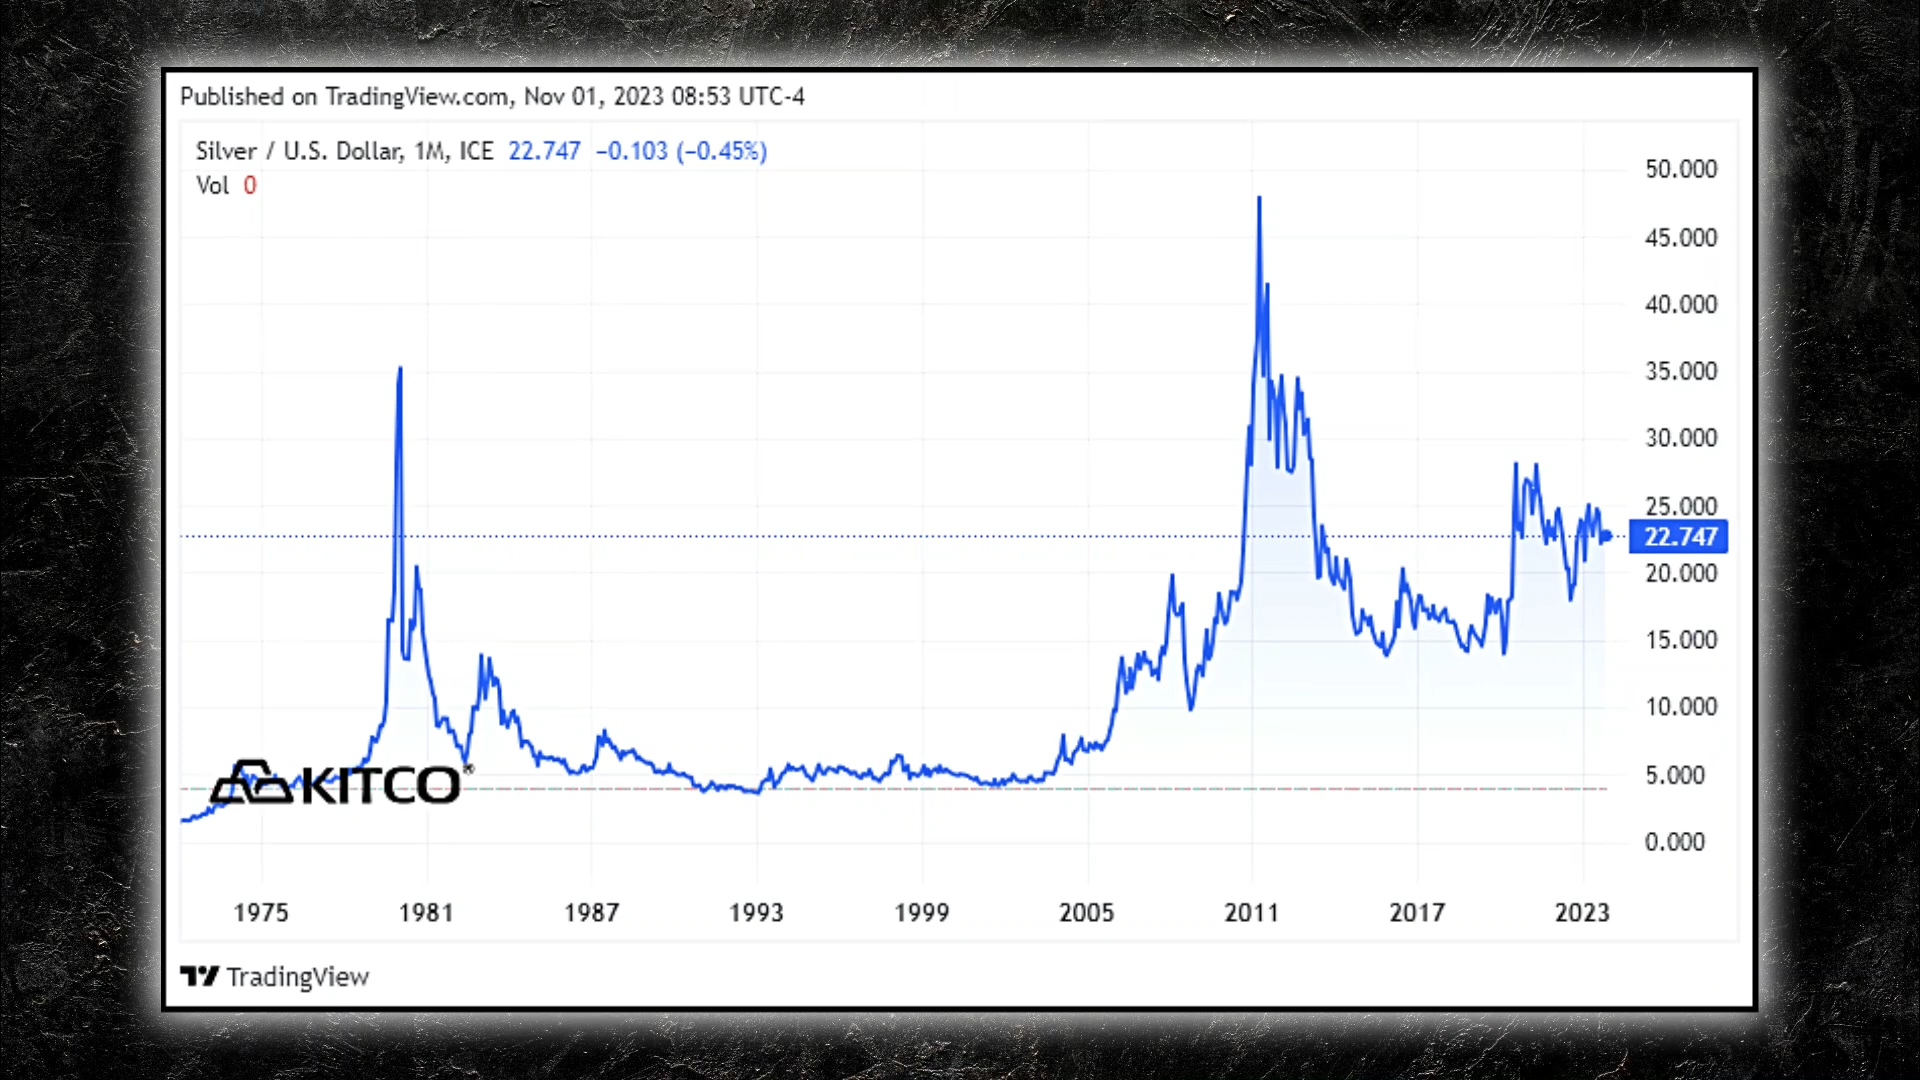 Published on TradingView.com, Nov 01, 2023 08:53 UTC-4
Silver / U.S. Dollar, 1M, ICE 22.747 −0.103 (−0.45%)
Vol 0
50.000
45.000
40.000
35.000
30.000
25.000
22.747
20.000
15.000
10.000
5.000
0.000
KITCO®
1975 1981 1987 1993 1999 2005 2011 2017 2023
TradingView